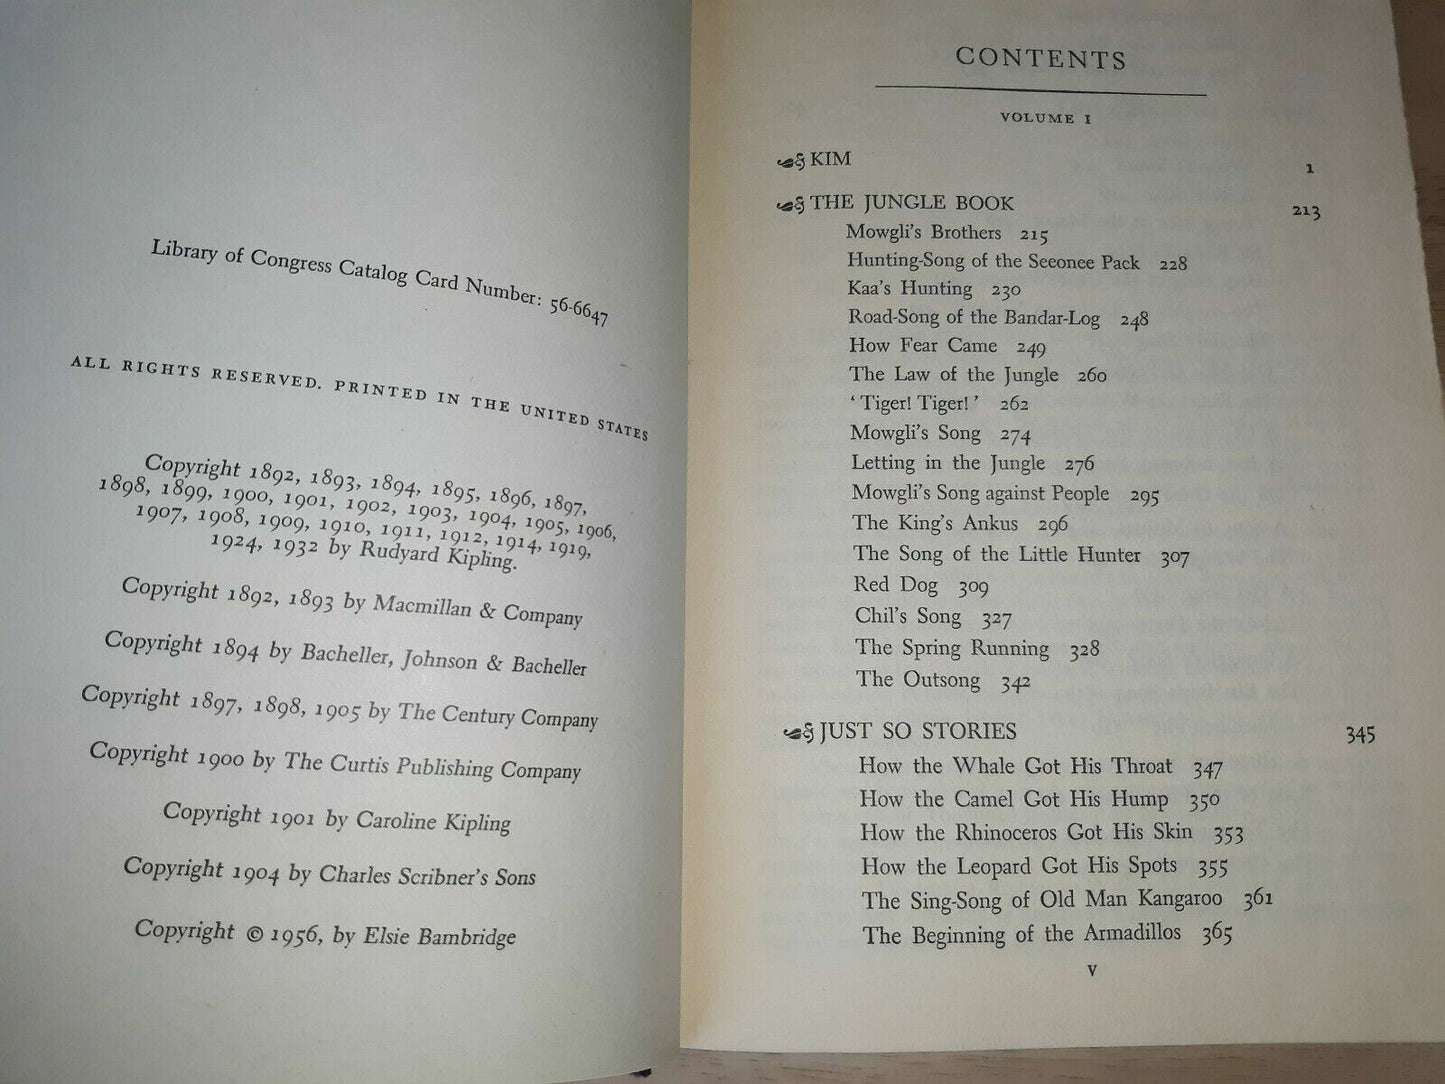 Library of Congress Catalog Card Number: 56-6647
ALL RIGHTS RESERVED. PRINTED IN THE UNITED STATES
Copyright 1892, 1893, 1894, 1895, 1896, 1897,
1898, 1899, 1900, 1901, 1902, 1903, 1904, 1905, 1906,
1907, 1908, 1909, 1910, 1911, 1912, 1914, 1919,
1924, 1932 by Rudyard Kipling.
Copyright 1892, 1893 by Macmillan & Company
Copyright 1894 by Bacheller, Johnson & Bacheller
Copyright 1897, 1898, 1905 by The Century Company
Copyright 1900 by The Curtis Publishing Company
Copyright 1901 by Caroline Kipling
Copyright 1904 by Charles Scribner's Sons
Copyright © 1956, by Elsie Bambridge
CONTENTS
VOLUME I
KIM 1
THE JUNGLE BOOK 213
Mowgli's Brothers 215
Hunting-Song of the Seeonee Pack 228
Kaa's Hunting 230
Road-Song of the Bandar-Log 248
How Fear Came 249
The Law of the Jungle 260
'Tiger! Tiger!' 262
Mowgli's Song 274
Letting in the Jungle 276
Mowgli's Song against People 295
The King's Ankus 296
The Song of the Little Hunter 307
Red Dog 309
Chil's Song 327
The Spring Running 328
The Outsong 342
JUST SO STORIES 345
How the Whale Got His Throat 347
How the Camel Got His Hump 350
How the Rhinoceros Got His Skin 353
How the Leopard Got His Spots 355
The Sing-Song of Old Man Kangaroo 361
The Beginning of the Armadillos 365
v